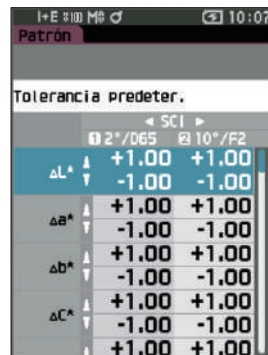 I+E 100 M0 10:07
Patrón
Tolerancia predeter.
◄ SCI ►
1 2°/D65 2 10°/F2
ΔL* +1.00 +1.00
-1.00 -1.00
Δa* +1.00 +1.00
-1.00 -1.00
Δb* +1.00 +1.00
-1.00 -1.00
ΔC* +1.00 +1.00
-1.00 -1.00
+1.00 +1.00